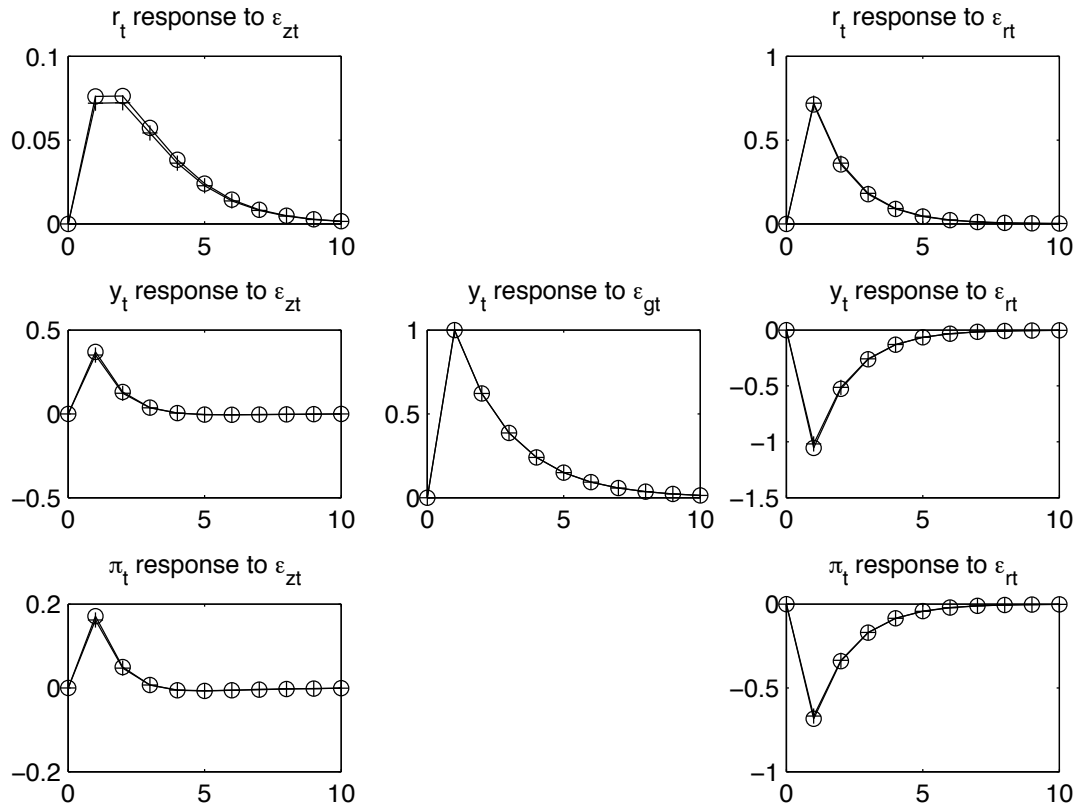 r_t response to ε_zt
0.1
0.05
0
0 5 10
r_t response to ε_rt
1
0.5
0
0 5 10
y_t response to ε_zt
0.5
0
−0.5
0 5 10
y_t response to ε_gt
1
0.5
0
0 5 10
y_t response to ε_rt
0
−0.5
−1
−1.5
0 5 10
π_t response to ε_zt
0.2
0
−0.2
0 5 10
π_t response to ε_rt
0
−0.5
−1
0 5 10